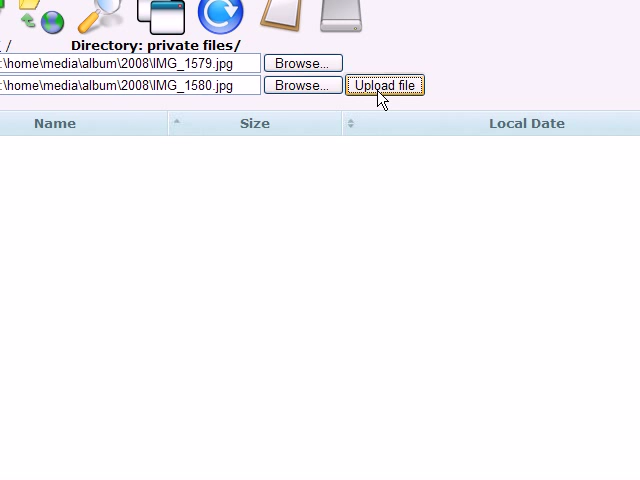 / Directory: private files/
:\home\media\album\2008\IMG_1579.jpg Browse...
:\home\media\album\2008\IMG_1580.jpg Browse... Upload file
Name Size Local Date